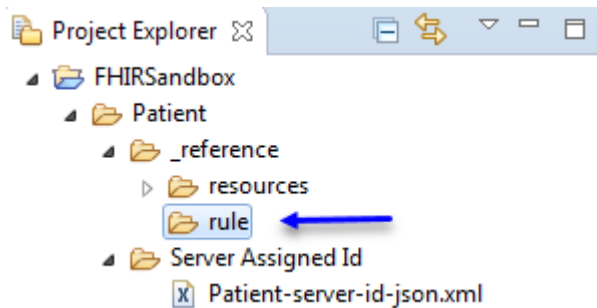 Project Explorer
FHIRSandbox
Patient
_reference
resources
rule
Server Assigned Id
Patient-server-id-json.xml